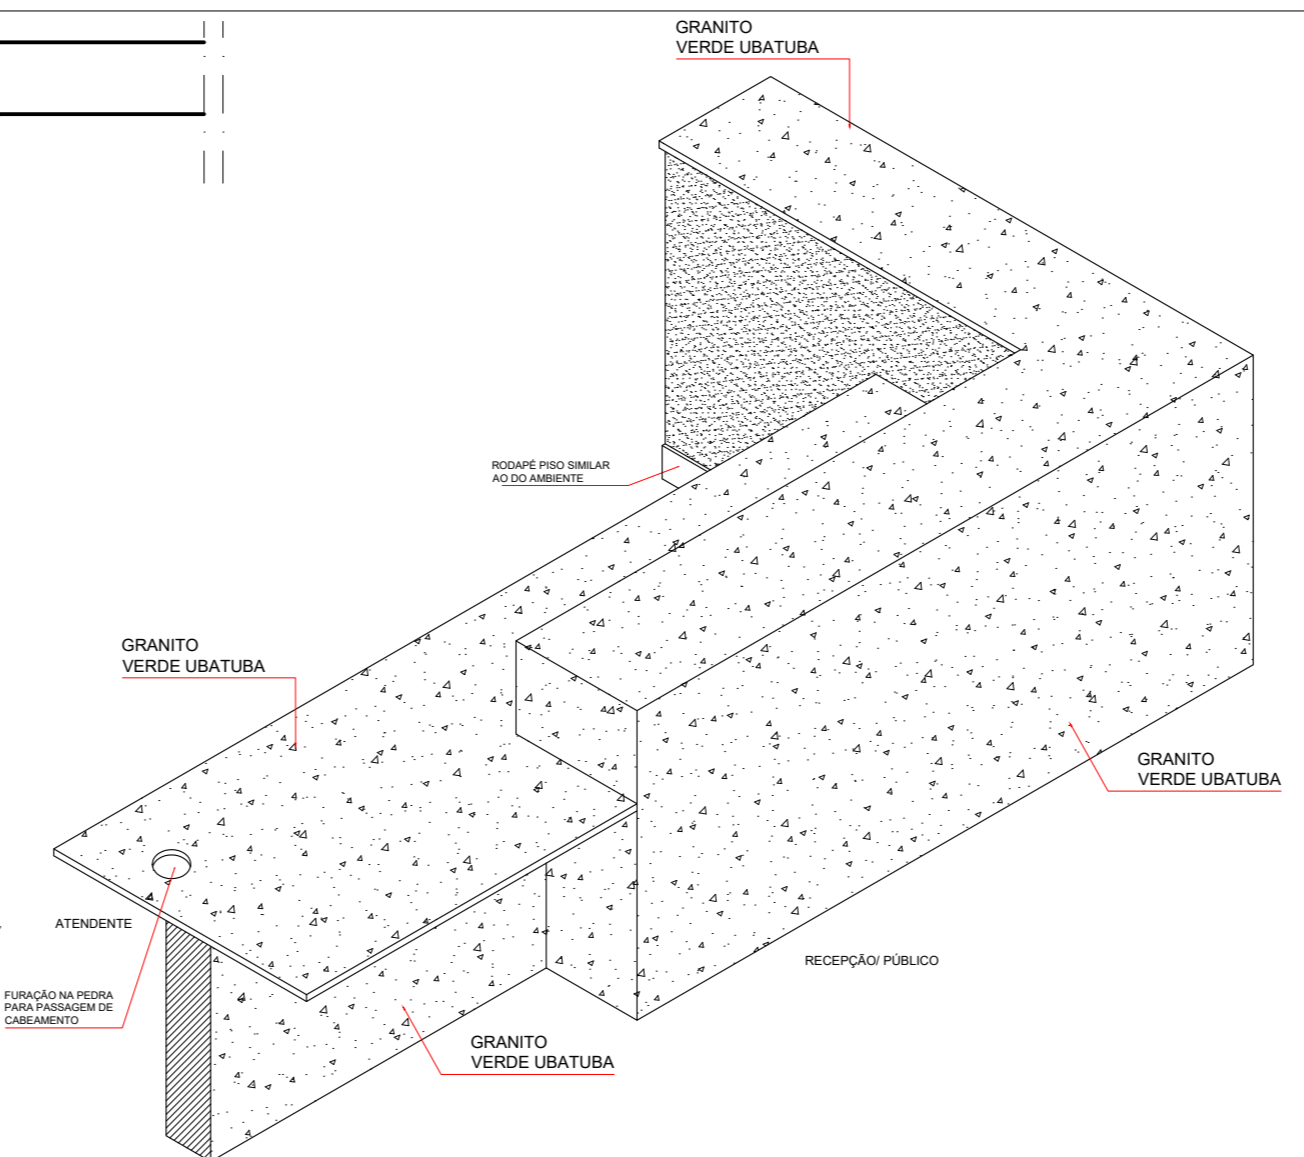 GRANITO
VERDE UBATUBA
RODAPÉ PISO SIMILAR
AO DO AMBIENTE
GRANITO
VERDE UBATUBA
GRANITO
VERDE UBATUBA
ATENDENTE
RECEPÇÃO/ PÚBLICO
FURAÇÃO NA PEDRA
PARA PASSAGEM DE
CABEAMENTO
GRANITO
VERDE UBATUBA